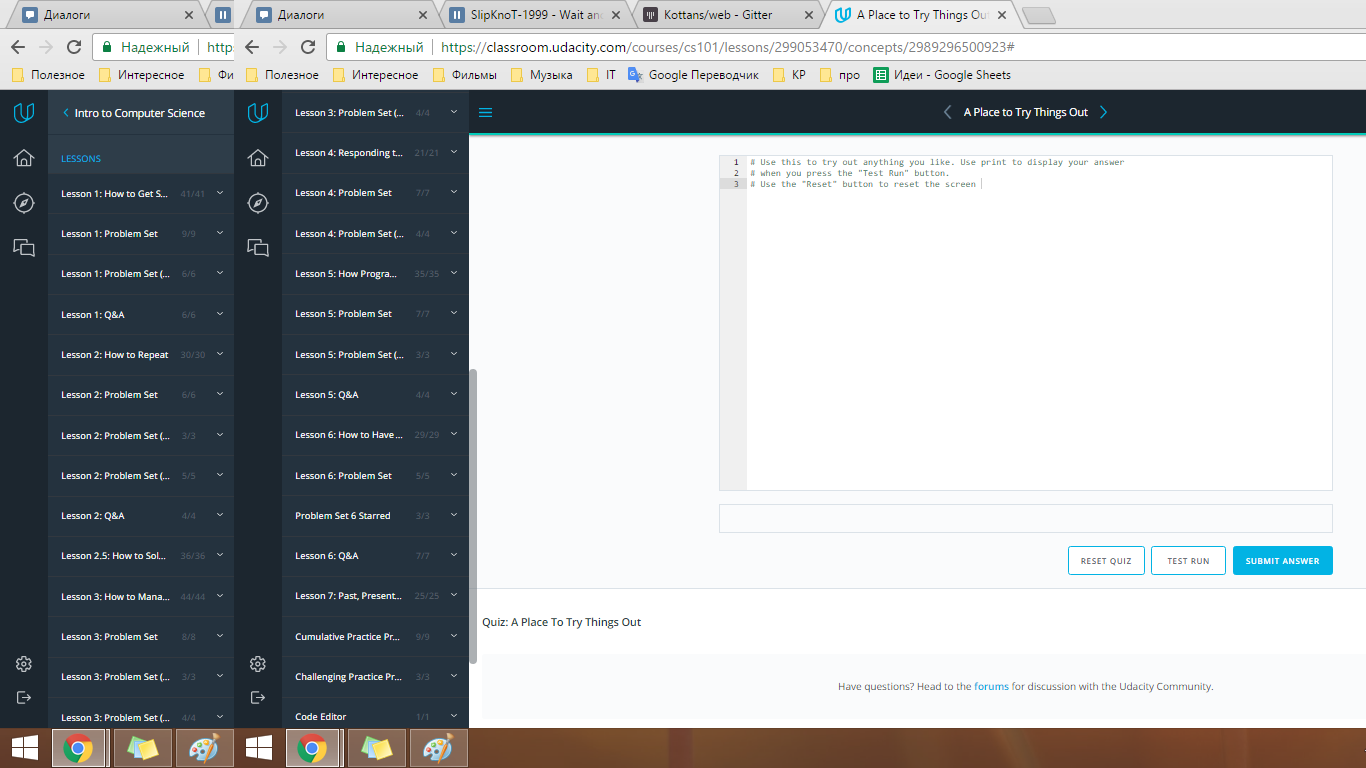 Диалоги
Диалоги
SlipKnoT-1999 - Wait an
Kottans/web - Gitter
A Place to Try Things Ou
Надежный
https
Надежный
https://classroom.udacity.com/courses/cs101/lessons/299053470/concepts/2989296500923#
Полезное
Интересное
Фи
Полезное
Интересное
Фильмы
Музыка
IT
Google Переводчик
КР
про
Идеи - Google Sheets
Intro to Computer Science
LESSONS
Lesson 1: How to Get S... 41/41
Lesson 1: Problem Set 9/9
Lesson 1: Problem Set (... 6/6
Lesson 1: Q&A 6/6
Lesson 2: How to Repeat 30/30
Lesson 2: Problem Set 6/6
Lesson 2: Problem Set (... 3/3
Lesson 2: Problem Set (... 5/5
Lesson 2: Q&A 4/4
Lesson 2.5: How to Sol... 36/36
Lesson 3: How to Mana... 44/44
Lesson 3: Problem Set 8/8
Lesson 3: Problem Set (... 3/3
Lesson 3: Problem Set (... 4/4
Lesson 3: Problem Set (... 4/4
Lesson 4: Responding t... 21/21
Lesson 4: Problem Set 7/7
Lesson 4: Problem Set (... 4/4
Lesson 5: How Progra... 35/35
Lesson 5: Problem Set 7/7
Lesson 5: Problem Set (... 3/3
Lesson 5: Q&A 4/4
Lesson 6: How to Have ... 29/29
Lesson 6: Problem Set 5/5
Problem Set 6 Starred 3/3
Lesson 6: Q&A 7/7
Lesson 7: Past, Present... 25/25
Cumulative Practice Pr... 9/9
Challenging Practice Pr... 3/3
Code Editor 1/1
A Place to Try Things Out
1 # Use this to try out anything you like. Use print to display your answer
2 # when you press the "Test Run" button.
3 # Use the "Reset" button to reset the screen
RESET QUIZ
TEST RUN
SUBMIT ANSWER
Quiz: A Place To Try Things Out
Have questions? Head to the forums for discussion with the Udacity Community.